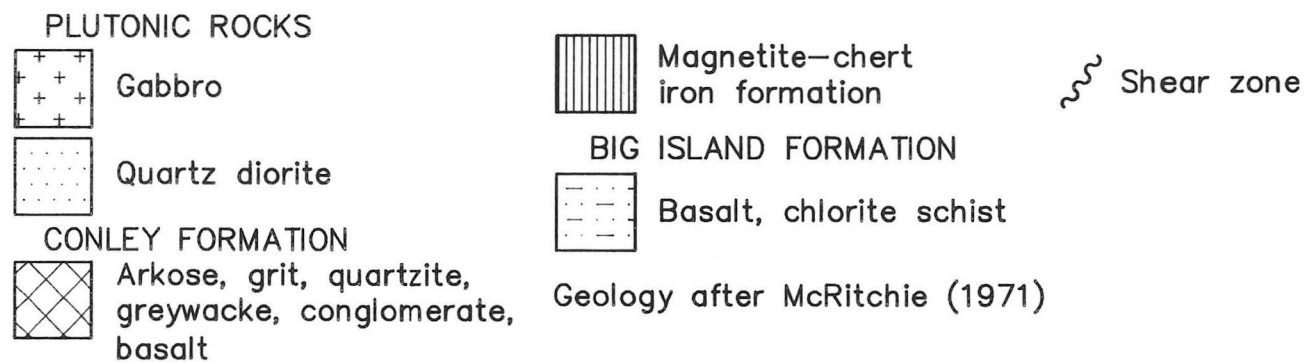 PLUTONIC ROCKS
Gabbro
Quartz diorite
CONLEY FORMATION
Arkose, grit, quartzite,
greywacke, conglomerate,
basalt
Magnetite–chert
iron formation
BIG ISLAND FORMATION
Basalt, chlorite schist
Geology after McRitchie (1971)
Shear zone